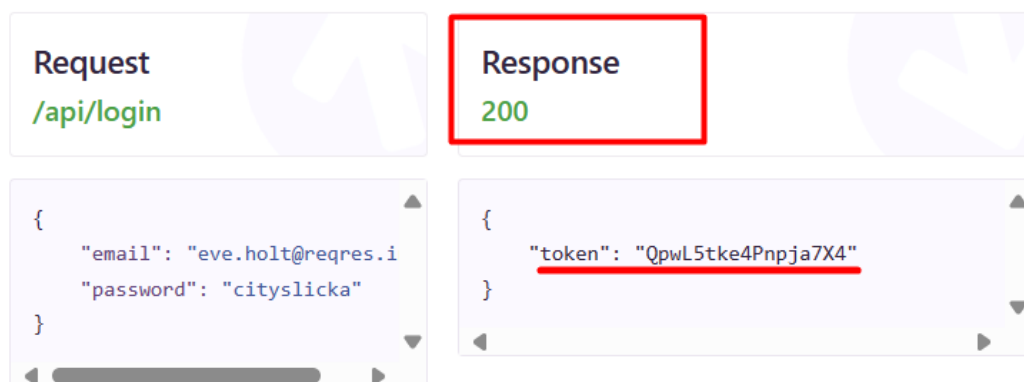 Request
/api/login
{
    "email": "eve.holt@reqres.i
    "password": "cityslicka"
}
Response
200
{
    "token": "QpwL5tke4Pnpja7X4"
}